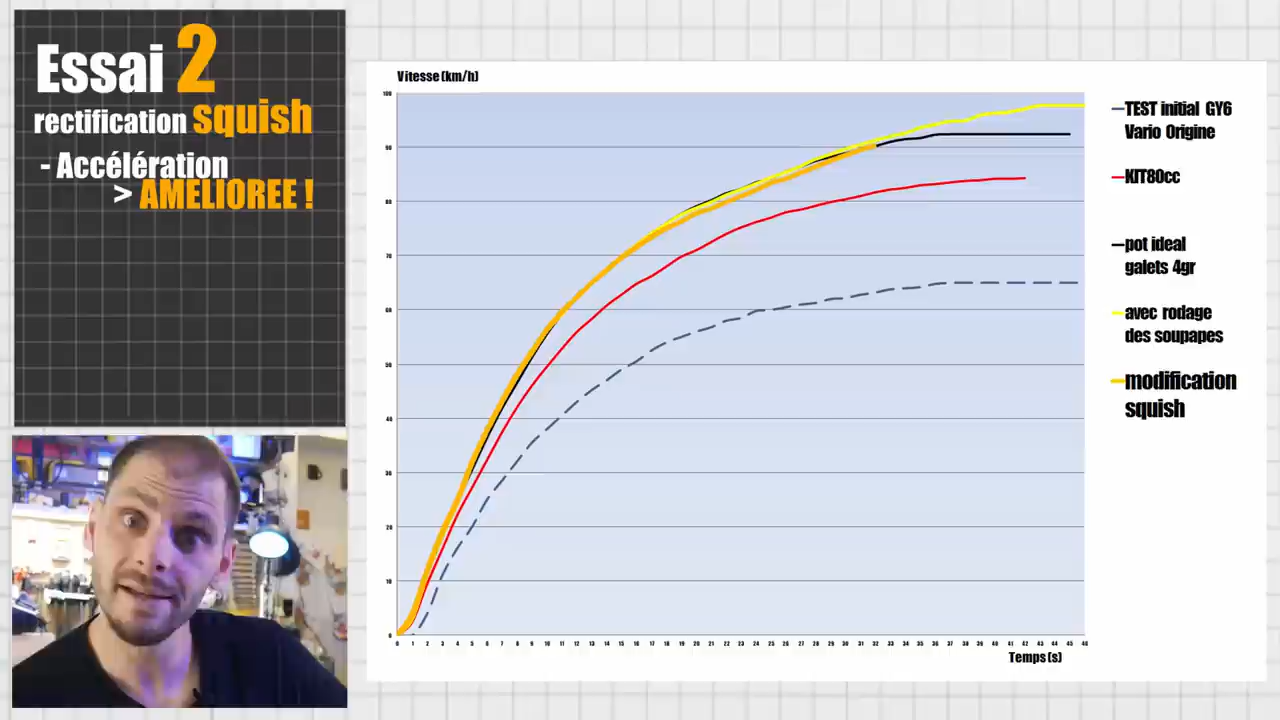 Essai 2
rectification squish
- Accélération
> AMELIOREE !
Vitesse (km/h)
100
90
80
70
60
50
40
30
20
10
0
0 1 2 3 4 5 6 7 8 9 10 11 12 13 14 15 16 17 18 19 20 21 22 23 24 25 26 27 28 29 30 31 32 33 34 35 36 37 38 39 40 41 42 43 44 45 46
Temps (s)
TEST initial GY6
Vario Origine
KIT80cc
pot ideal
galets 4gr
avec rodage
des soupapes
modification
squish